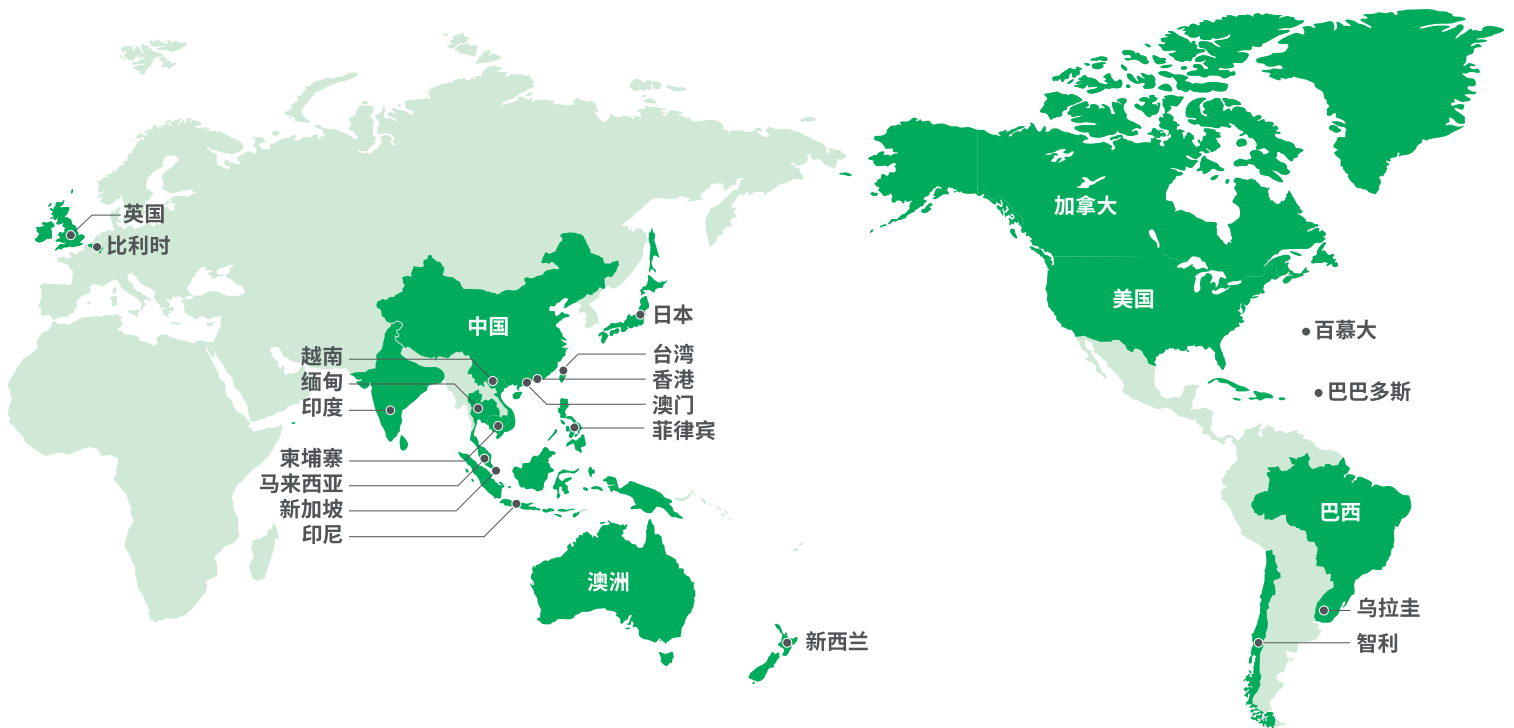 英国
比利时
中国
日本
越南
缅甸
印度
台湾
香港
澳门
菲律宾
柬埔寨
马来西亚
新加坡
印尼
澳洲
新西兰
加拿大
美国
百慕大
巴巴多斯
巴西
乌拉圭
智利